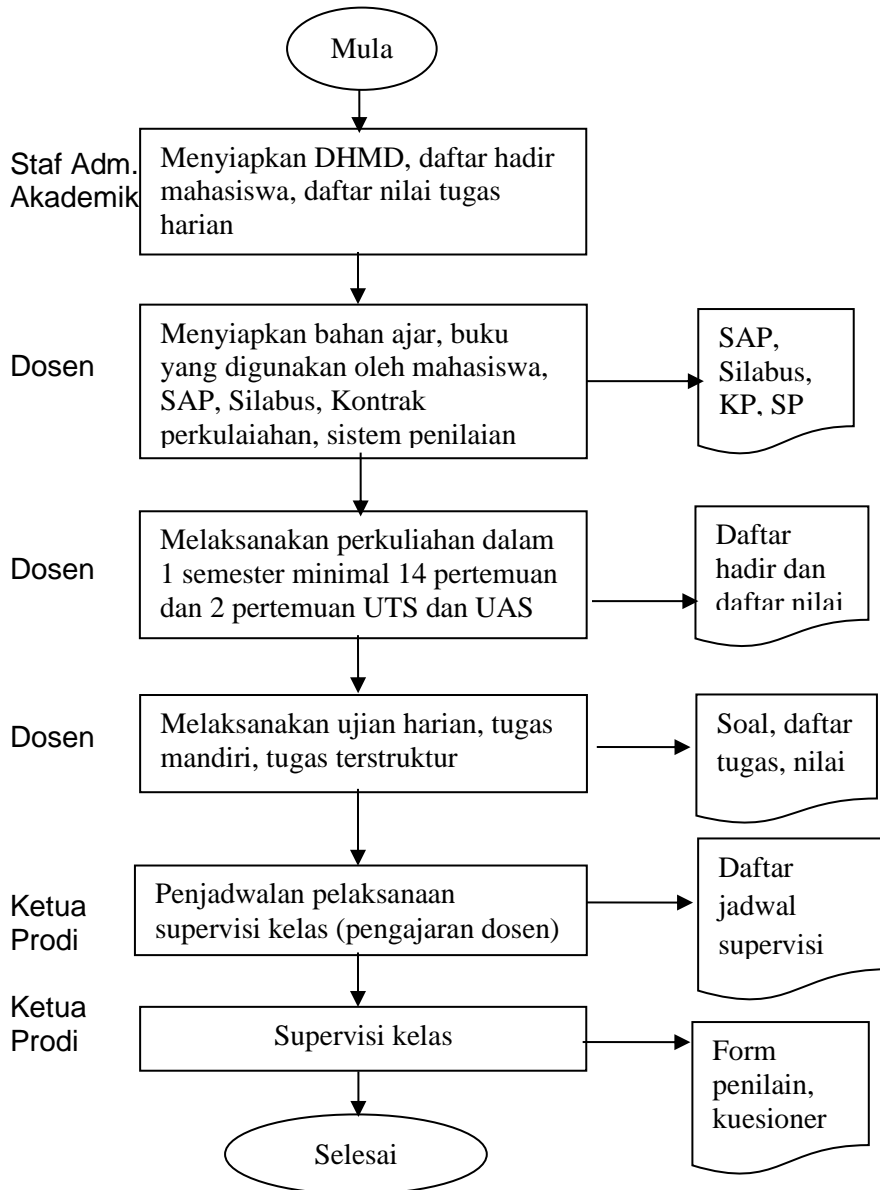 Mula
Staf Adm.
Akademik
Menyiapkan DHMD, daftar hadir
mahasiswa, daftar nilai tugas
harian
Dosen
Menyiapkan bahan ajar, buku
yang digunakan oleh mahasiswa,
SAP, Silabus, Kontrak
perkulaiahan, sistem penilaian
SAP,
Silabus,
KP, SP
Dosen
Melaksanakan perkuliahan dalam
1 semester minimal 14 pertemuan
dan 2 pertemuan UTS dan UAS
Daftar
hadir dan
daftar nilai
Dosen
Melaksanakan ujian harian, tugas
mandiri, tugas terstruktur
Soal, daftar
tugas, nilai
Ketua
Prodi
Penjadwalan pelaksanaan
supervisi kelas (pengajaran dosen)
Daftar
jadwal
supervisi
Ketua
Prodi
Supervisi kelas
Form
penilain,
kuesioner
Selesai